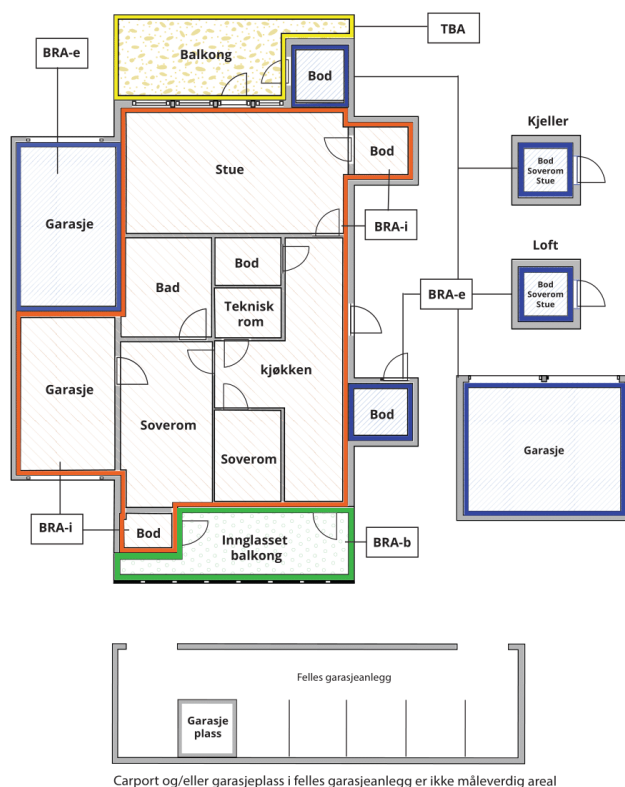 TBA
BRA-e
Balkong
Bod
Kjeller
Bod
Stue
Bod
Soverom
Stue
Garasje
BRA-i
Loft
Bod
Bad
Bod
Soverom
Stue
BRA-e
Teknisk
rom
kjøkken
Garasje
Bod
Soverom
Garasje
Soverom
BRA-i
Bod
Innglasset
balkong
BRA-b
Felles garasjeanlegg
Garasje
plass
Carport og/eller garasjeplass i felles garasjeanlegg er ikke måleverdig areal